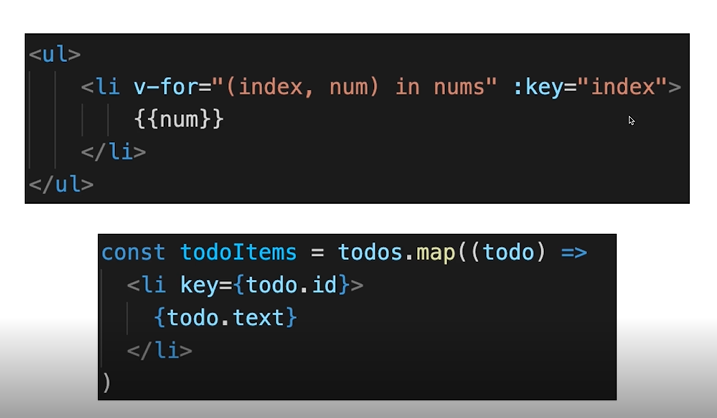 <ul>
<li v-for="(index, num) in nums" :key="index">
{{num}}
</li>
</ul>
const todoItems = todos.map((todo) =>
<li key={todo.id}>
{todo.text}
</li>
)